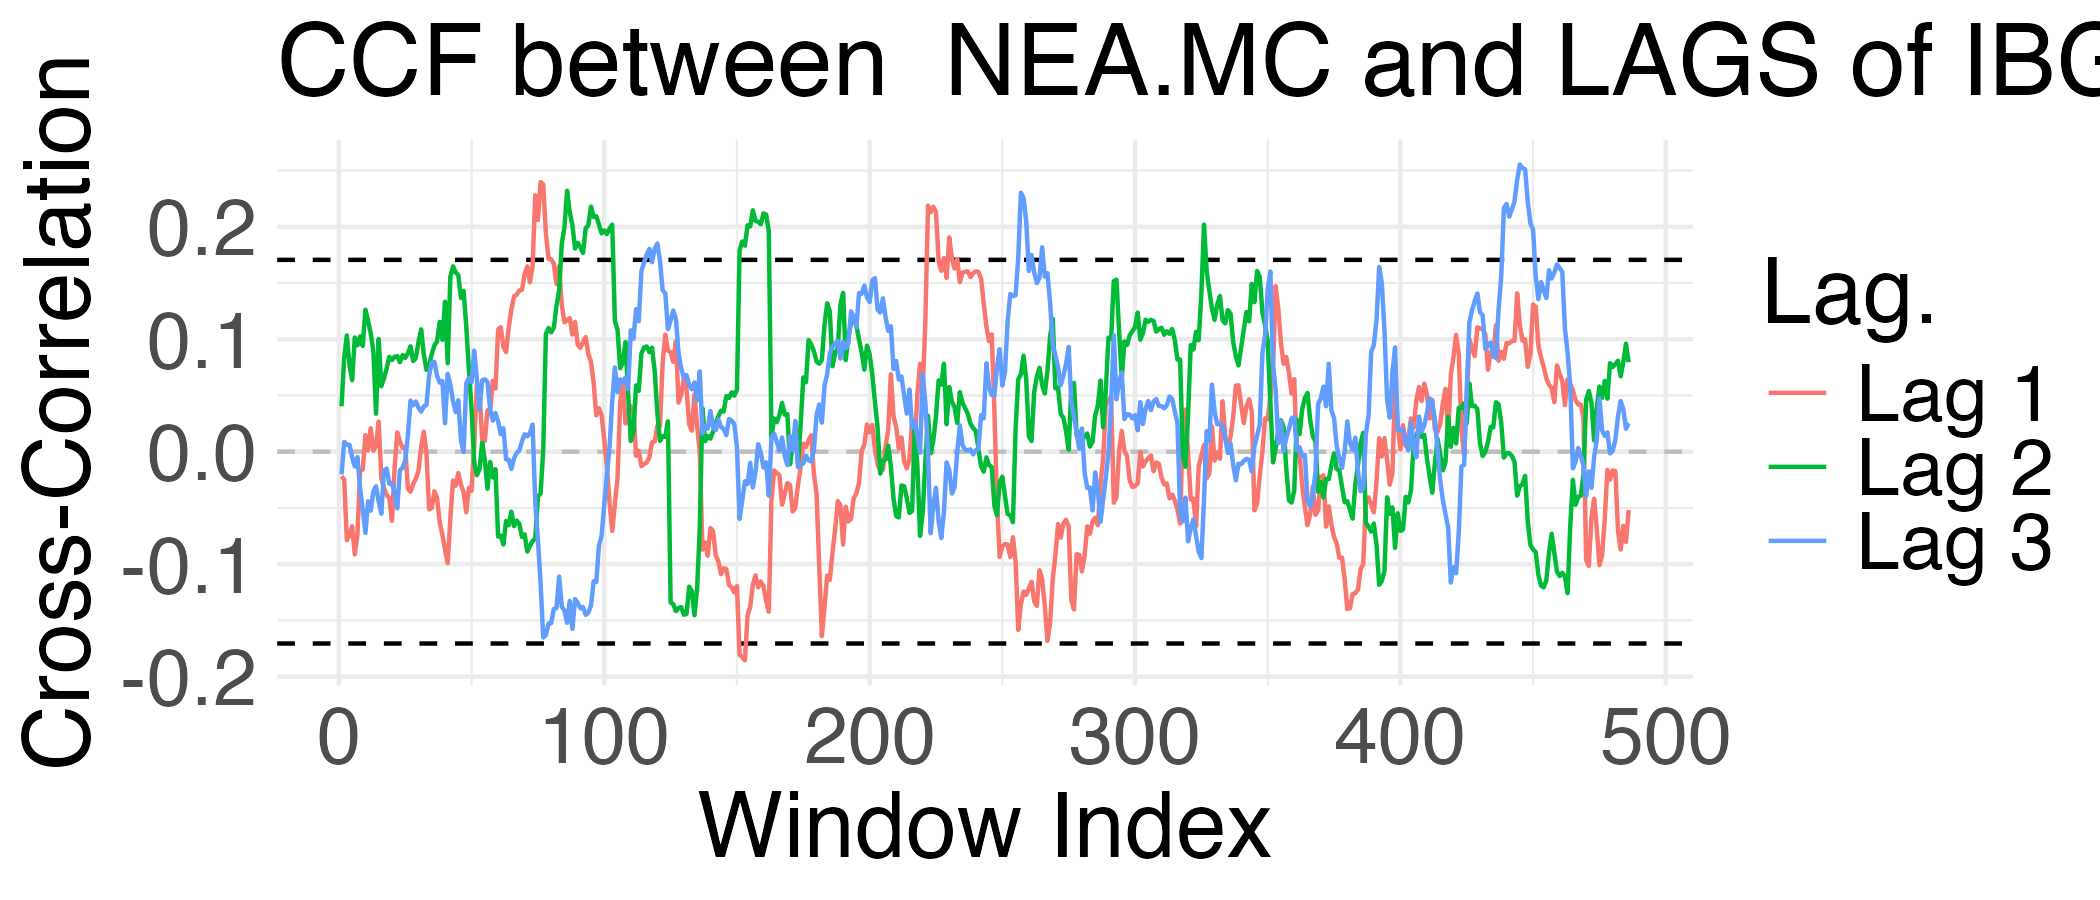 CCF between NEA.MC and LAGS of IBG
Cross-Correlation
0.2
0.1
0.0
-0.1
-0.2
0 100 200 300 400 500
Window Index
Lag.
Lag 1
Lag 2
Lag 3